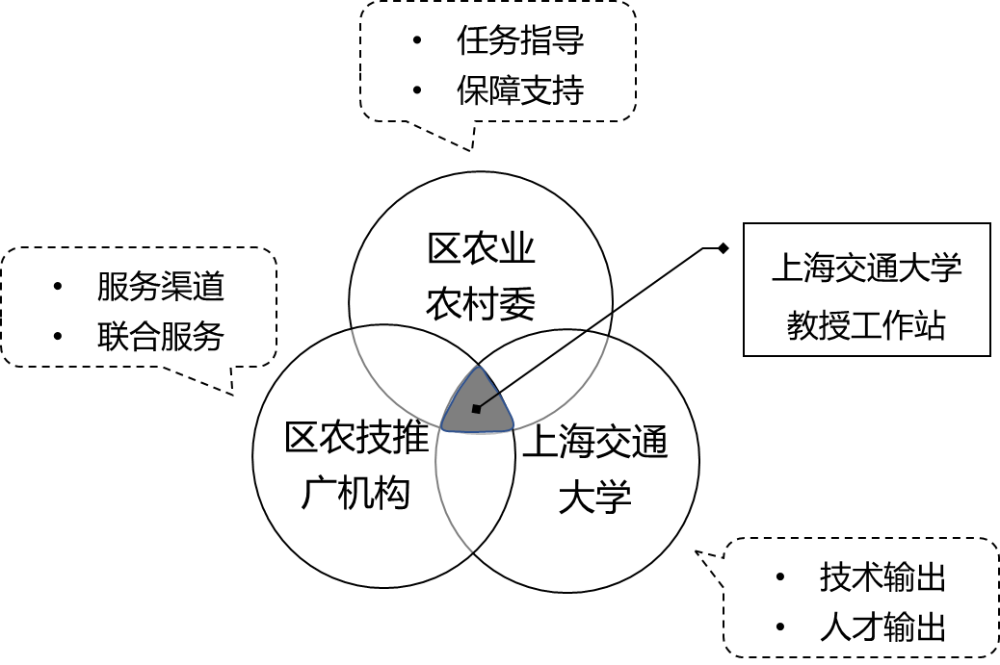 • 任务指导
• 保障支持
区农业
农村委
上海交通大学
教授工作站
• 服务渠道
• 联合服务
区农技推
广机构
上海交通
大学
• 技术输出
• 人才输出